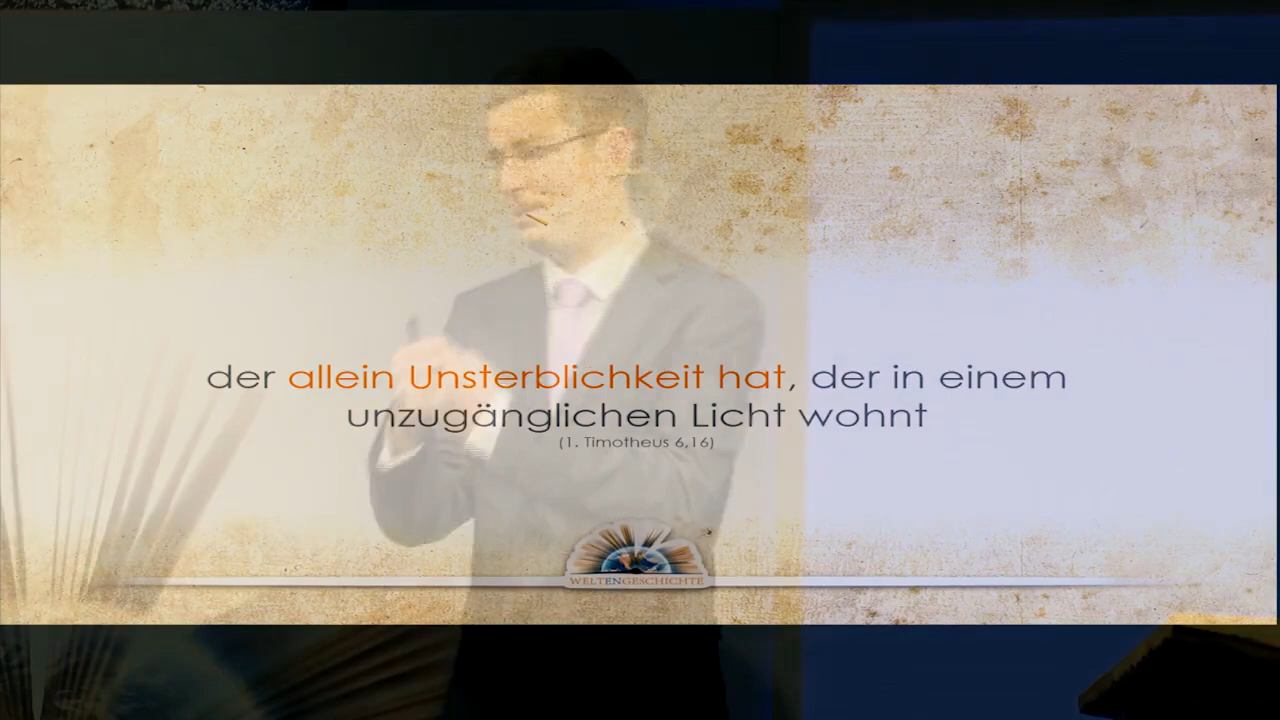 der allein Unsterblichkeit hat, der in einem
unzugänglichen Licht wohnt
(1. Timotheus 6,16)
WELTENGESCHICHTE